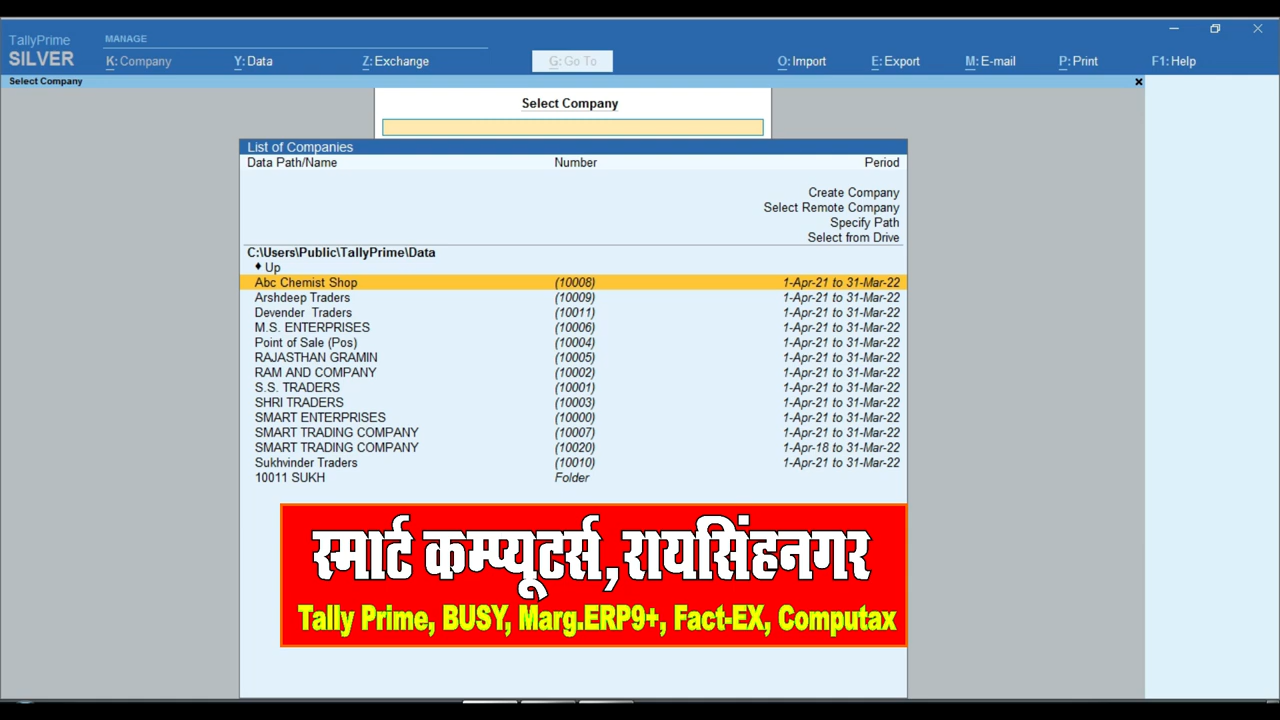 TallyPrime
SILVER
MANAGE
K: Company Y: Data Z: Exchange G: Go To O: Import E: Export M: E-mail P: Print F1: Help
Select Company
Select Company
List of Companies
Data Path/Name Number Period
Create Company
Select Remote Company
Specify Path
Select from Drive
C:\Users\Public\TallyPrime\Data
♦ Up
Abc Chemist Shop (10008) 1-Apr-21 to 31-Mar-22
Arshdeep Traders (10009) 1-Apr-21 to 31-Mar-22
Devender Traders (10011) 1-Apr-21 to 31-Mar-22
M.S. ENTERPRISES (10006) 1-Apr-21 to 31-Mar-22
Point of Sale (Pos) (10004) 1-Apr-21 to 31-Mar-22
RAJASTHAN GRAMIN (10005) 1-Apr-21 to 31-Mar-22
RAM AND COMPANY (10002) 1-Apr-21 to 31-Mar-22
S.S. TRADERS (10001) 1-Apr-21 to 31-Mar-22
SHRI TRADERS (10003) 1-Apr-21 to 31-Mar-22
SMART ENTERPRISES (10000) 1-Apr-21 to 31-Mar-22
SMART TRADING COMPANY (10007) 1-Apr-21 to 31-Mar-22
SMART TRADING COMPANY (10020) 1-Apr-18 to 31-Mar-22
Sukhvinder Traders (10010) 1-Apr-21 to 31-Mar-22
10011 SUKH Folder
स्मार्ट कम्प्यूटर्स,रायसिंहनगर
Tally Prime, BUSY, Marg.ERP9+, Fact-EX, Computax